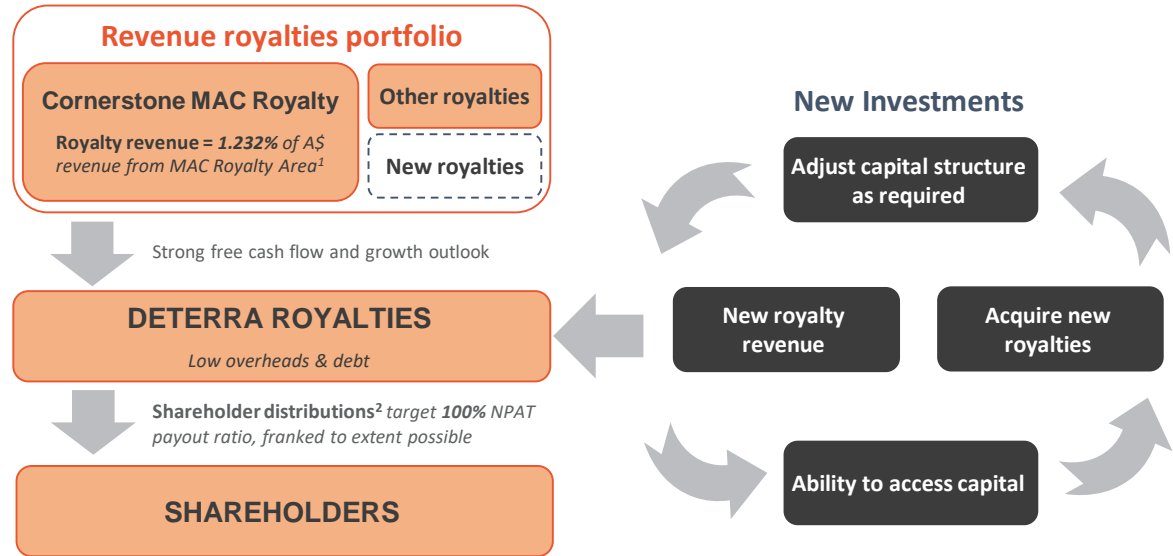 Revenue royalties portfolio
Cornerstone MAC Royalty
Royalty revenue = 1.232% of A$
revenue from MAC Royalty Area¹
Other royalties
New royalties
Strong free cash flow and growth outlook
DETERRA ROYALTIES
Low overheads & debt
Shareholder distributions² target 100% NPAT
payout ratio, franked to extent possible
SHAREHOLDERS
New Investments
Adjust capital structure
as required
New royalty
revenue
Acquire new
royalties
Ability to access capital